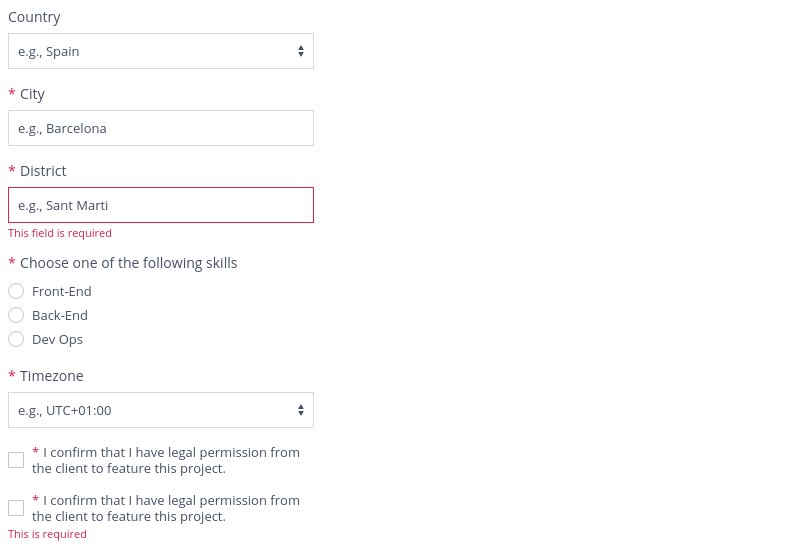 Country
e.g., Spain
* City
e.g., Barcelona
* District
e.g., Sant Marti
This field is required
* Choose one of the following skills
Front-End
Back-End
Dev Ops
* Timezone
e.g., UTC+01:00
* I confirm that I have legal permission from
the client to feature this project.
* I confirm that I have legal permission from
the client to feature this project.
This is required